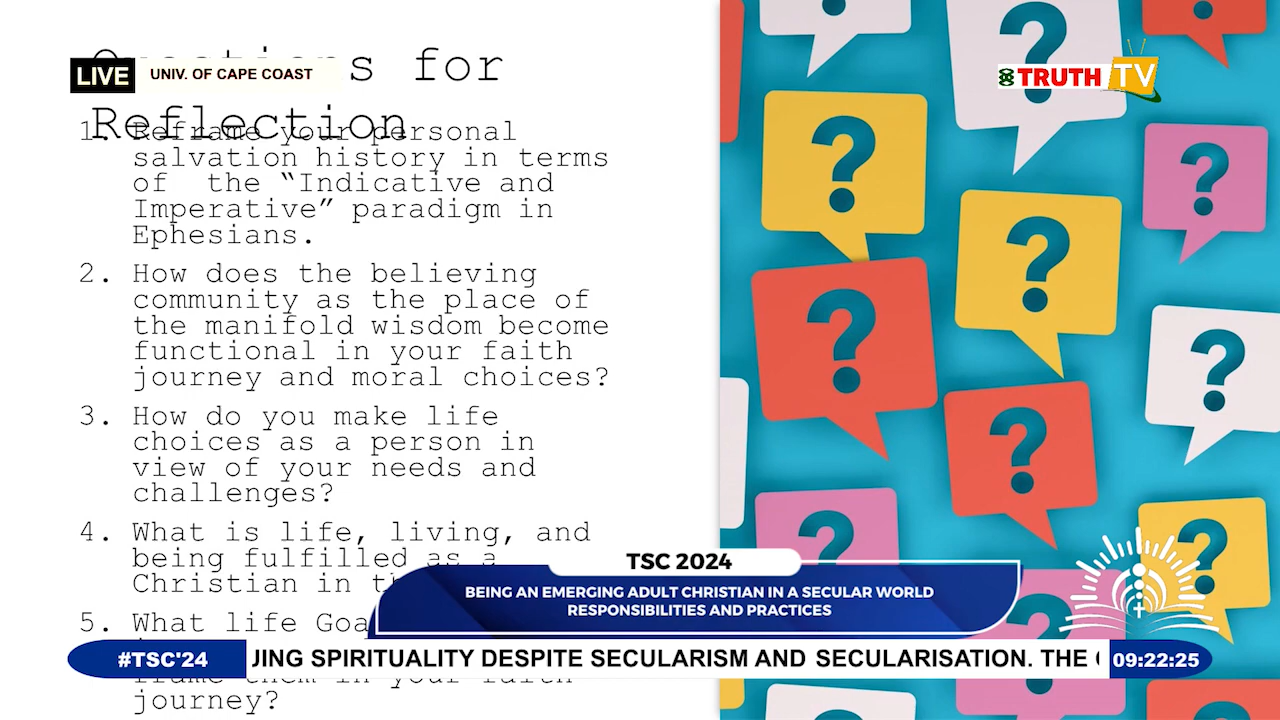 LIVE
UNIV. OF CAPE COAST
s for
Reflection
TRUTH TV
1. Reframe your personal
salvation history in terms
of the “Indicative and
Imperative” paradigm in
Ephesians.
2. How does the believing
community as the place of
the manifold wisdom become
functional in your faith
journey and moral choices?
3. How do you make life
choices as a person in
view of your needs and
challenges?
4. What is life, living, and
being fulfilled as a
Christian in
5. What life
in your faith
journey?
TSC 2024
BEING AN EMERGING ADULT CHRISTIAN IN A SECULAR WORLD
RESPONSIBILITIES AND PRACTICES
#TSC'24
JING SPIRITUALITY DESPITE SECULARISM AND SECULARISATION. THE
09:22:25